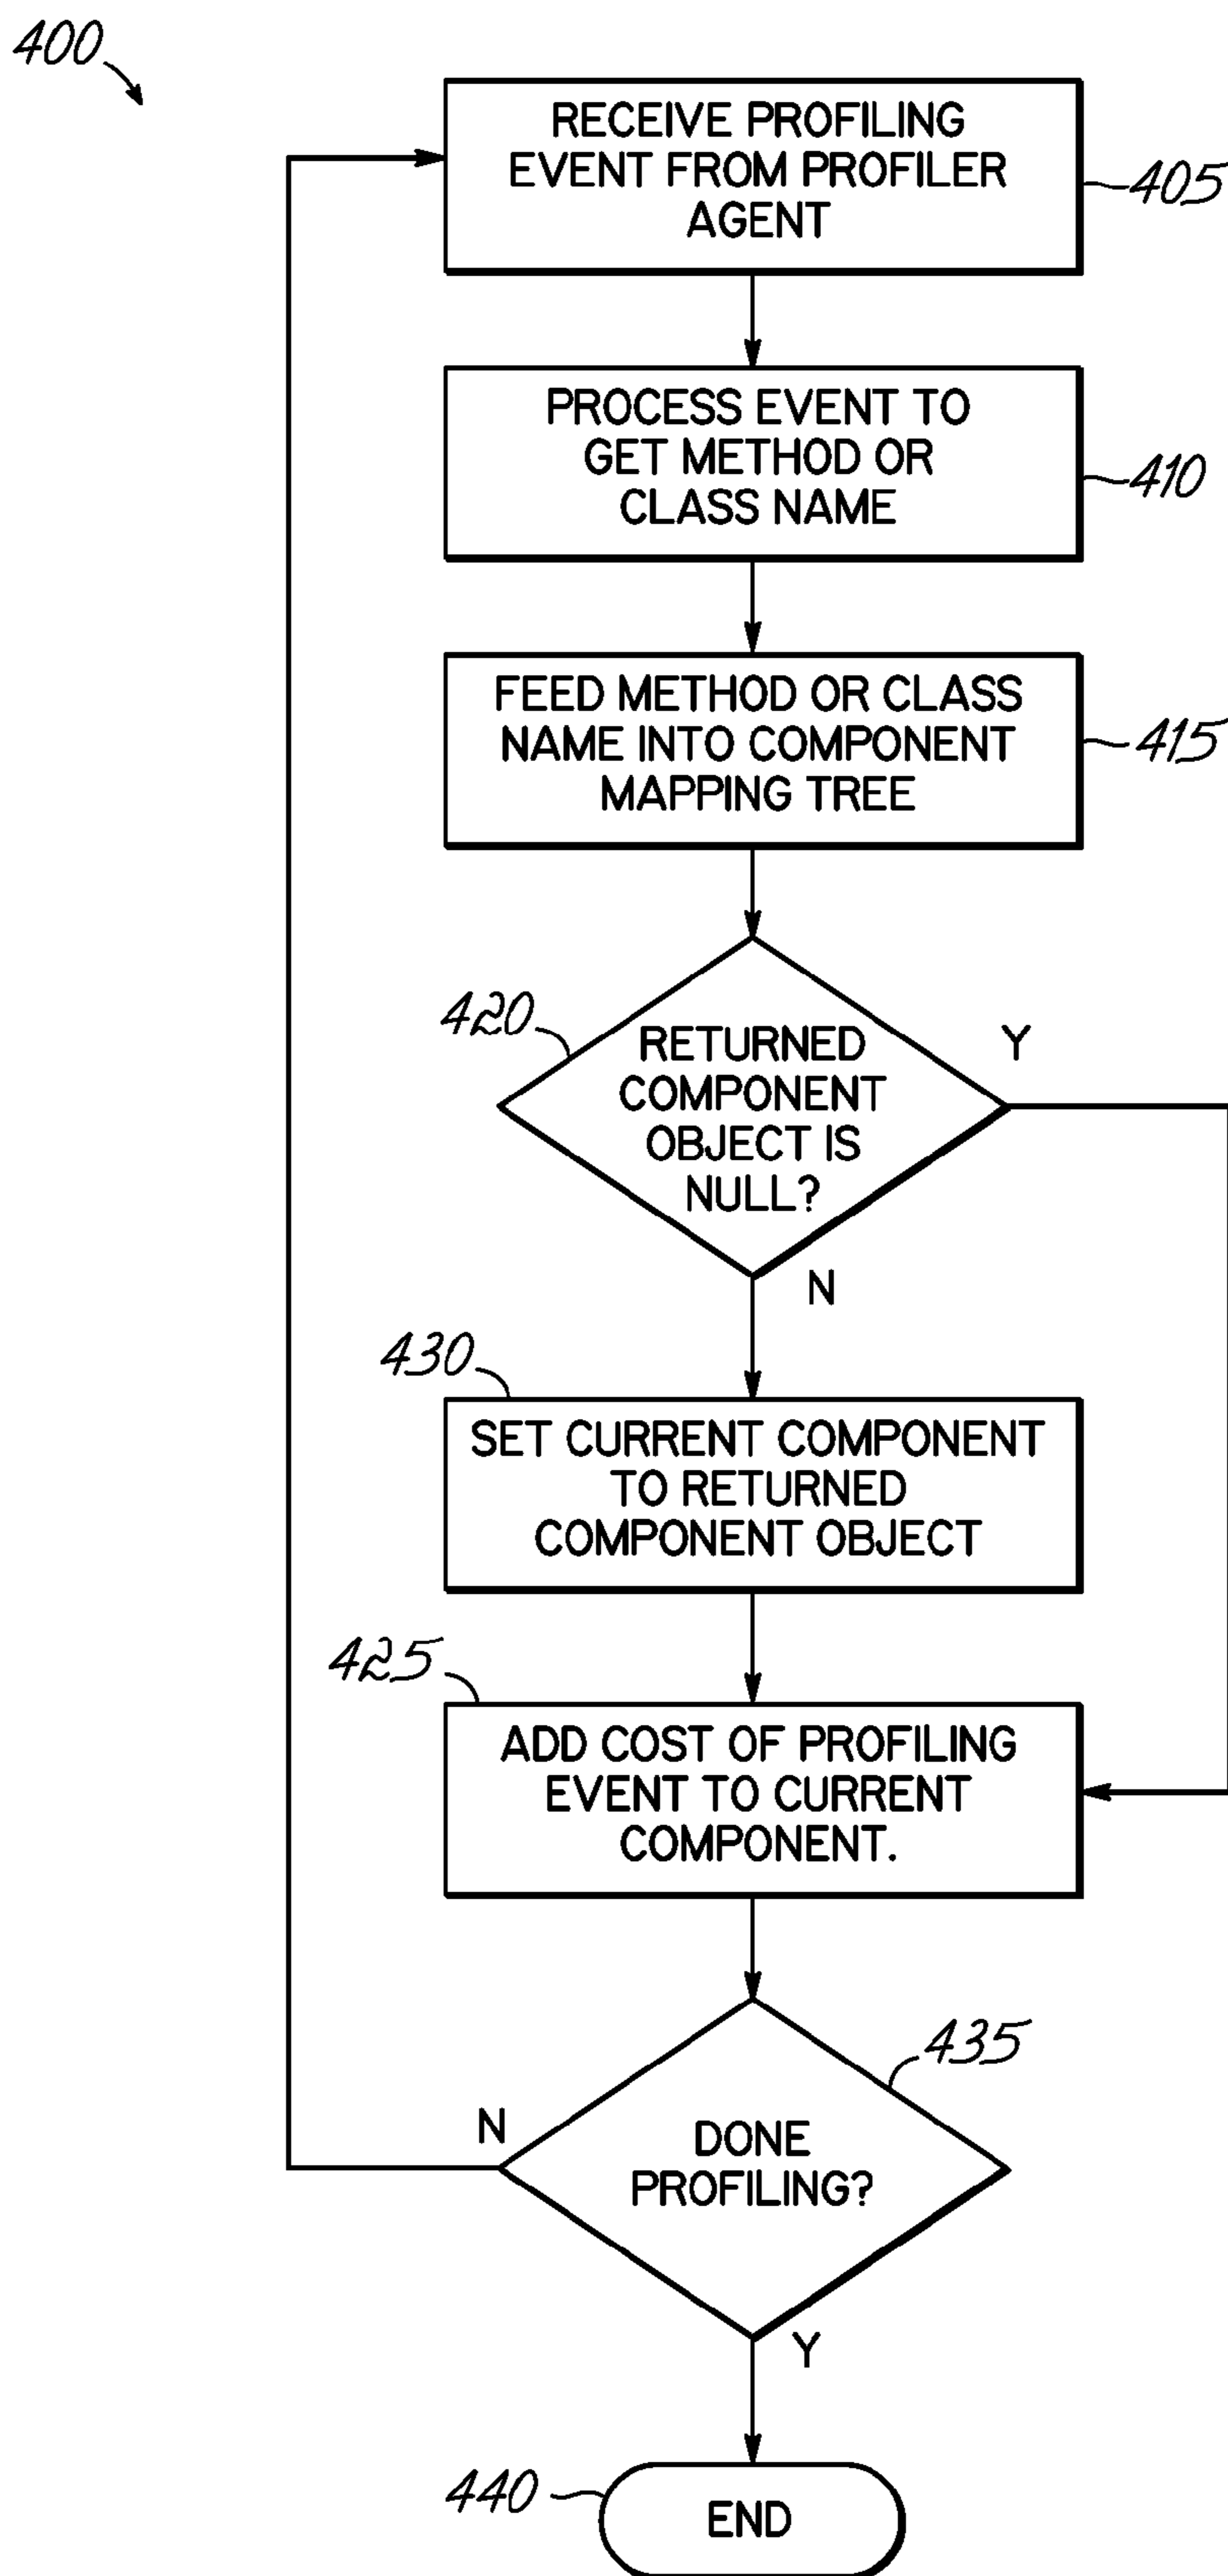 400
RECEIVE PROFILING
EVENT FROM PROFILER
AGENT
405
PROCESS EVENT TO
GET METHOD OR
CLASS NAME
410
FEED METHOD OR CLASS
NAME INTO COMPONENT
MAPPING TREE
415
420
RETURNED
COMPONENT
OBJECT IS
NULL?
Y
N
430
SET CURRENT COMPONENT
TO RETURNED
COMPONENT OBJECT
425
ADD COST OF PROFILING
EVENT TO CURRENT
COMPONENT.
435
N
DONE
PROFILING?
Y
440
END